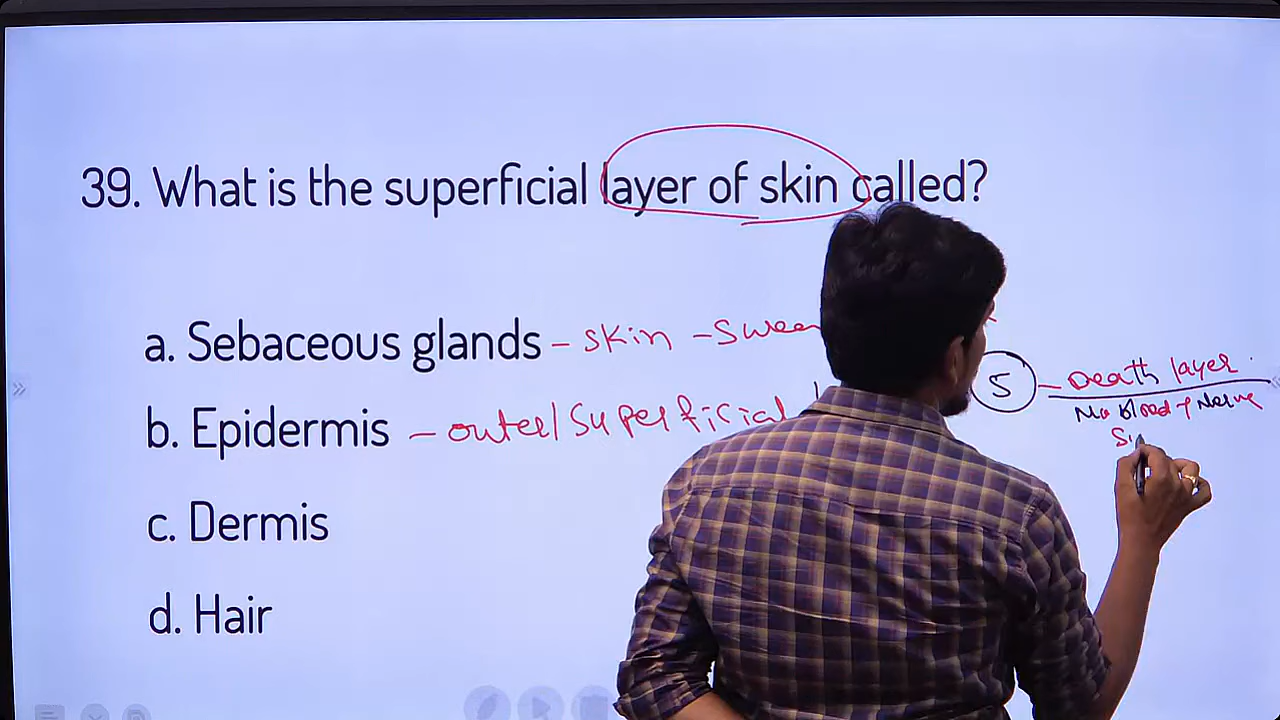 39. What is the superficial layer of skin called?
a. Sebaceous glands - skin - swea
b. Epidermis - outer/superficial
5 - Death layer.
No blood & Nerve
Su
c. Dermis
d. Hair